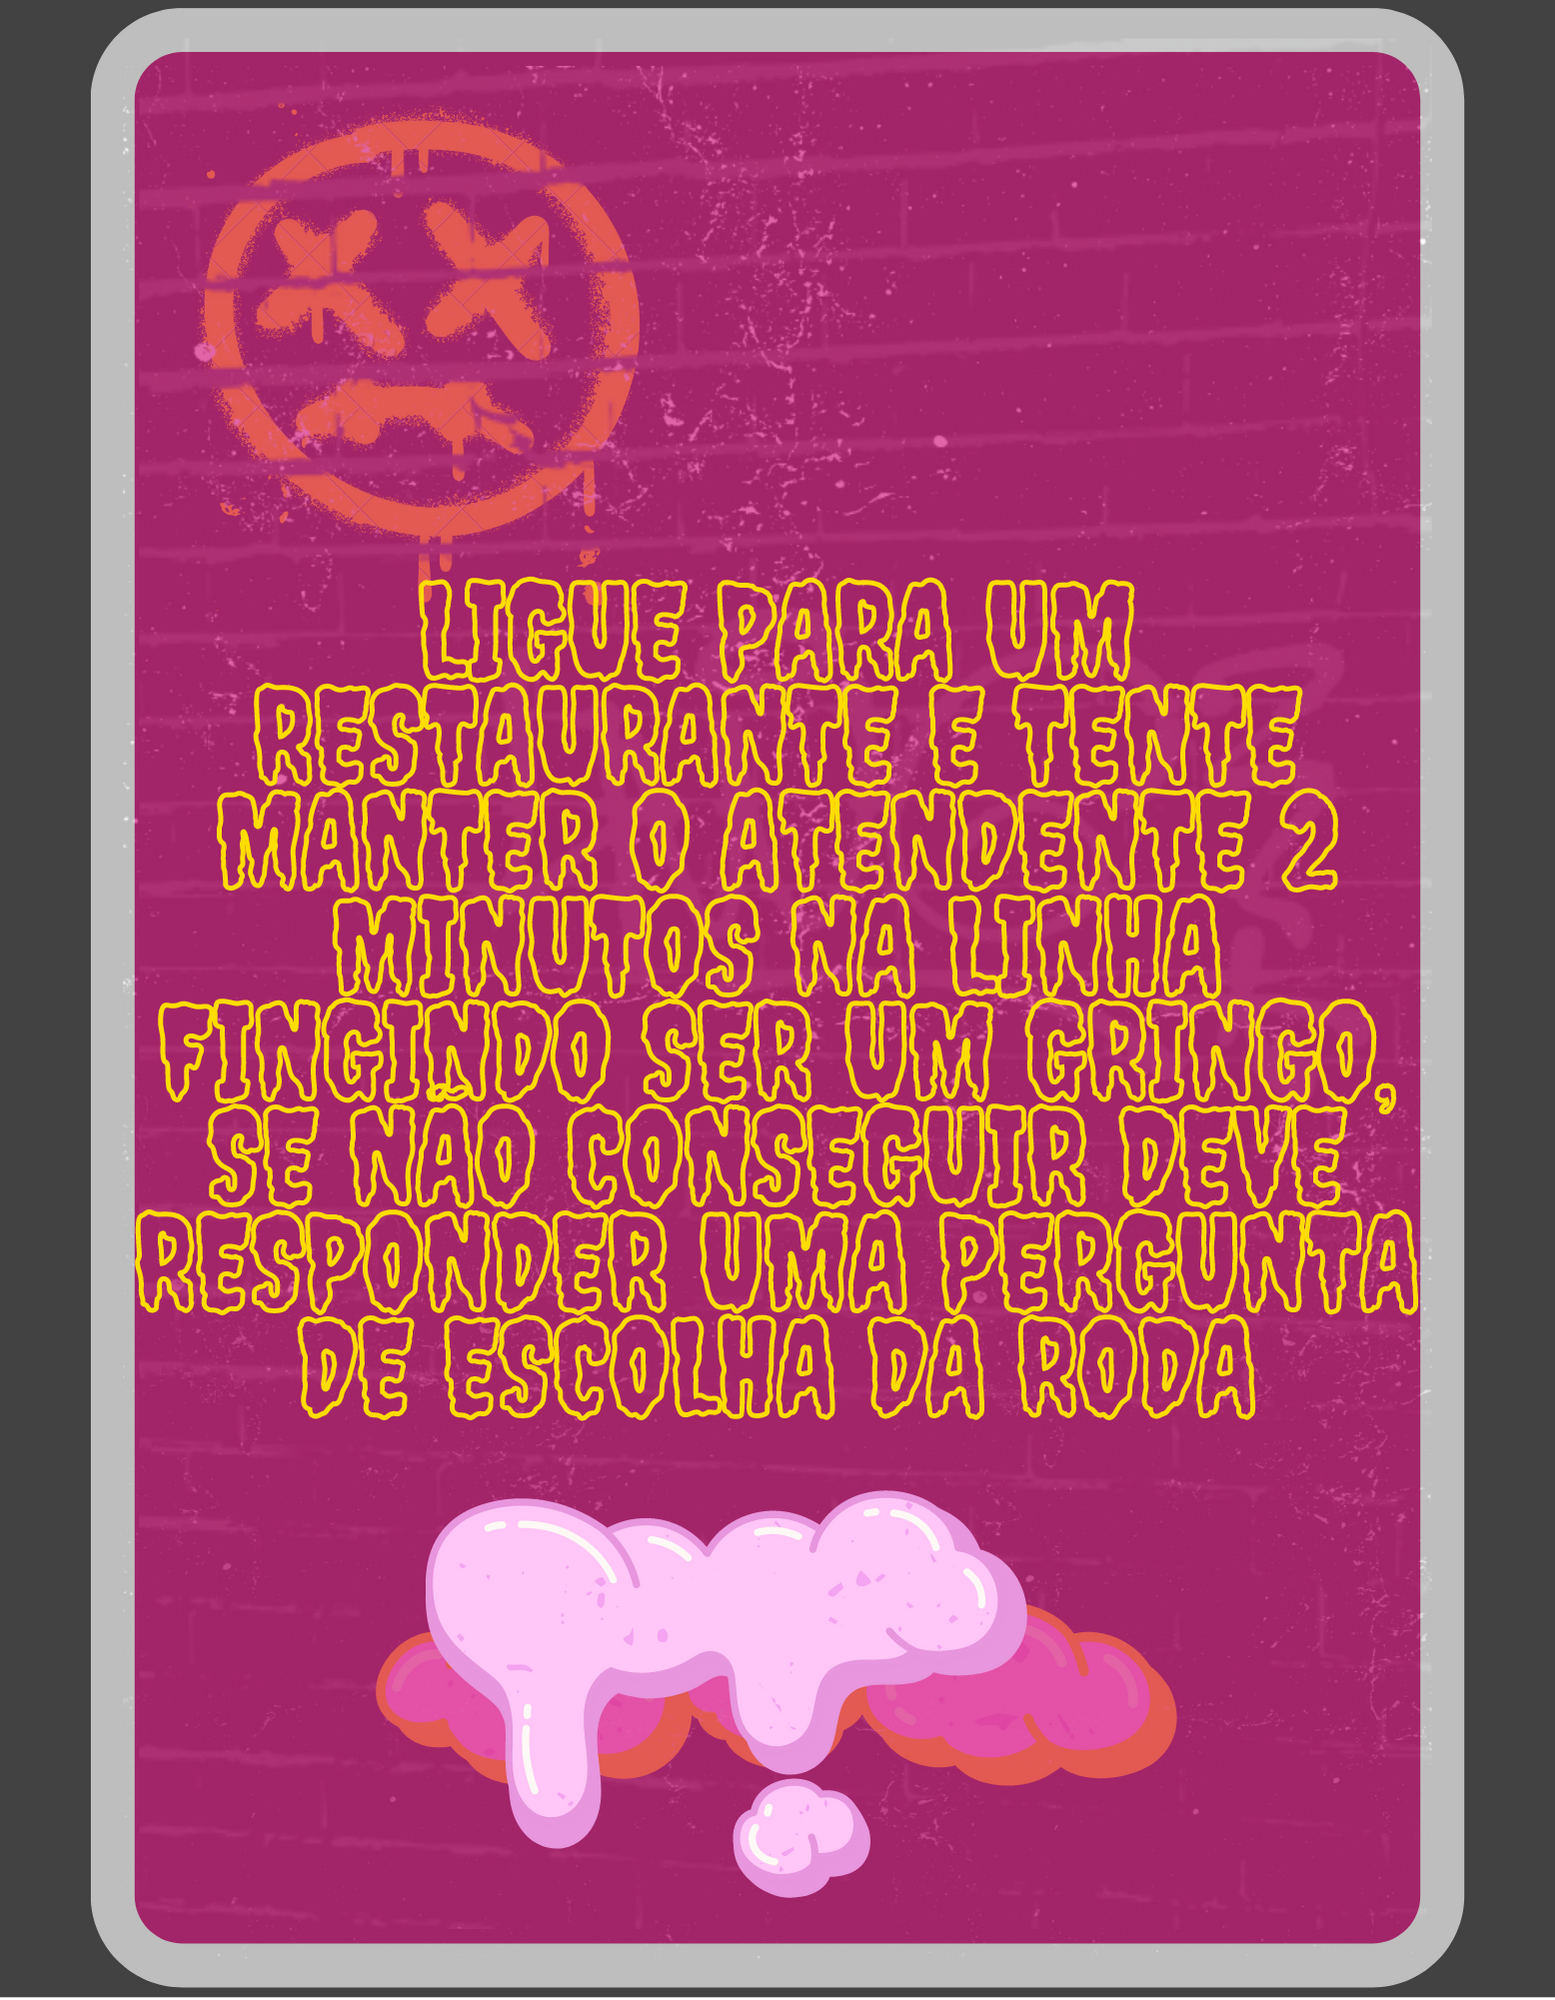 LIGUE PARA UM
RESTAURANTE E TENTE
MANTER O ATENDENTE 2
MINUTOS NA LINHA
FINGINDO SER UM GRINGO,
SE NÃO CONSEGUIR DEVE
RESPONDER UMA PERGUNTA
DE ESCOLHA DA RODA